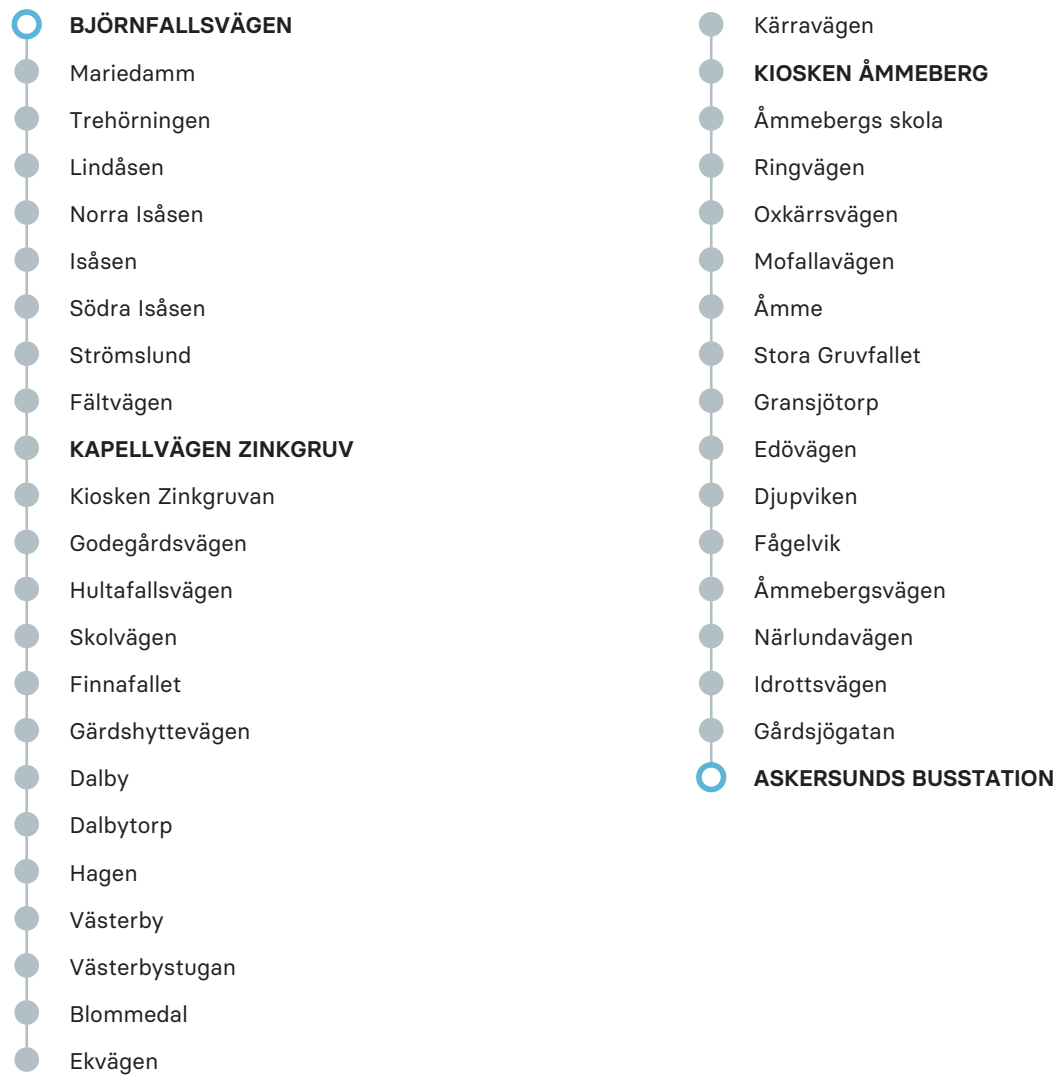 BJÖRNFALLSVÄGEN
Mariedamm
Trehörningen
Lindåsen
Norra Isåsen
Isåsen
Södra Isåsen
Strömslund
Fältvägen
KAPELLVÄGEN ZINKGRUV
Kiosken Zinkgruvan
Godegårdsvägen
Hultafallsvägen
Skolvägen
Finnafallet
Gärdshyttevägen
Dalby
Dalbytorp
Hagen
Västerby
Västerbystugan
Blommedal
Ekvägen
Kärravägen
KIOSKEN ÅMMEBERG
Åmmebergs skola
Ringvägen
Oxkärrsvägen
Mofallavägen
Åmme
Stora Gruvfallet
Gransjötorp
Edövägen
Djupviken
Fågelvik
Åmmebergsvägen
Närlundavägen
Idrottsvägen
Gårdsjögatan
ASKERSUNDS BUSSTATION